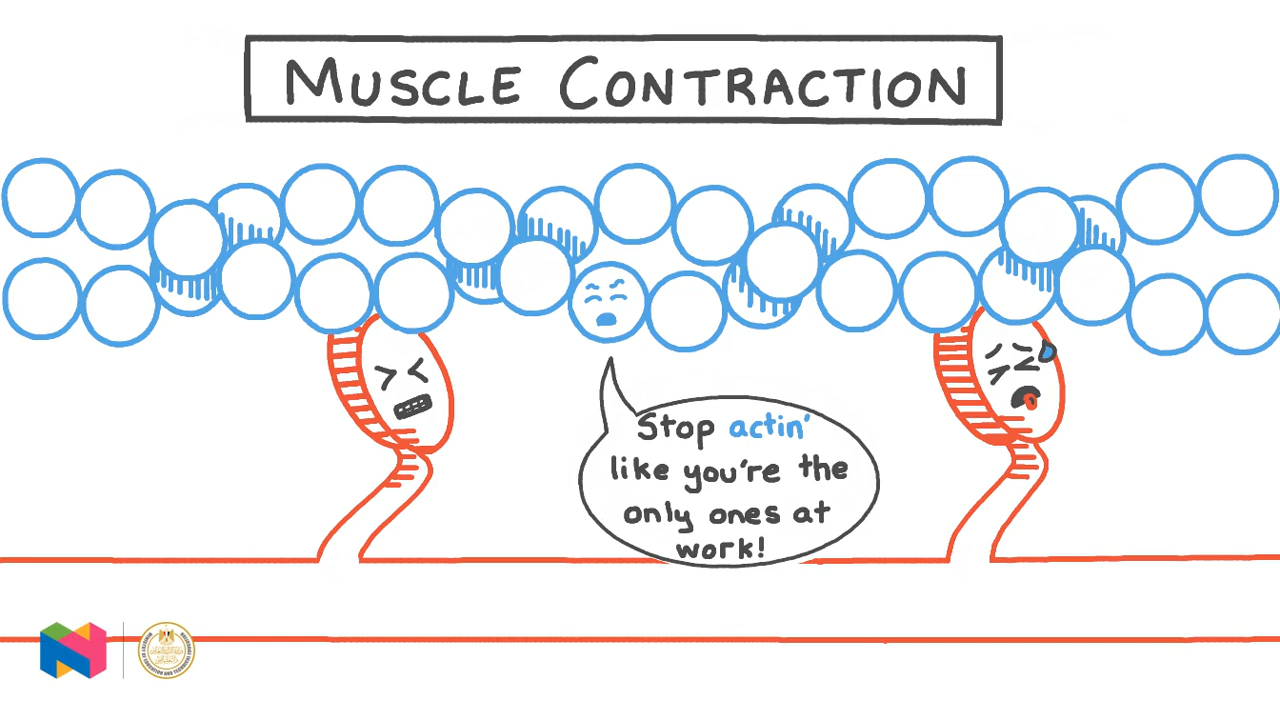 MUSCLE CONTRACTION
Stop actin'
like you're the
only ones at
work!